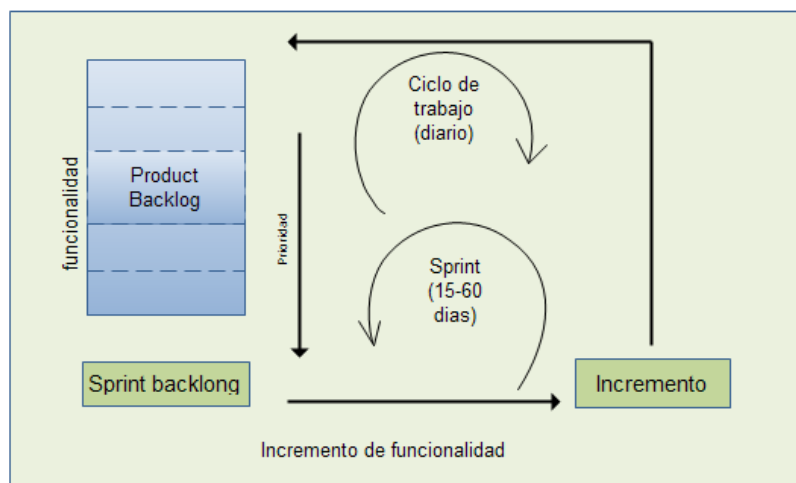 Ciclo de
trabajo
(diario)
funcionalidad
Product
Backlog
Prioridad
Sprint
(15-60
dias)
Sprint backlong
Incremento
Incremento de funcionalidad